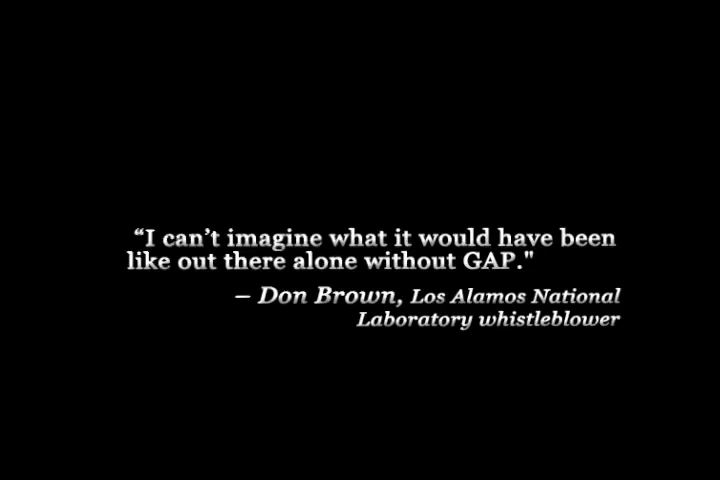 “I can’t imagine what it would have been
like out there alone without GAP."
– Don Brown, Los Alamos National
Laboratory whistleblower